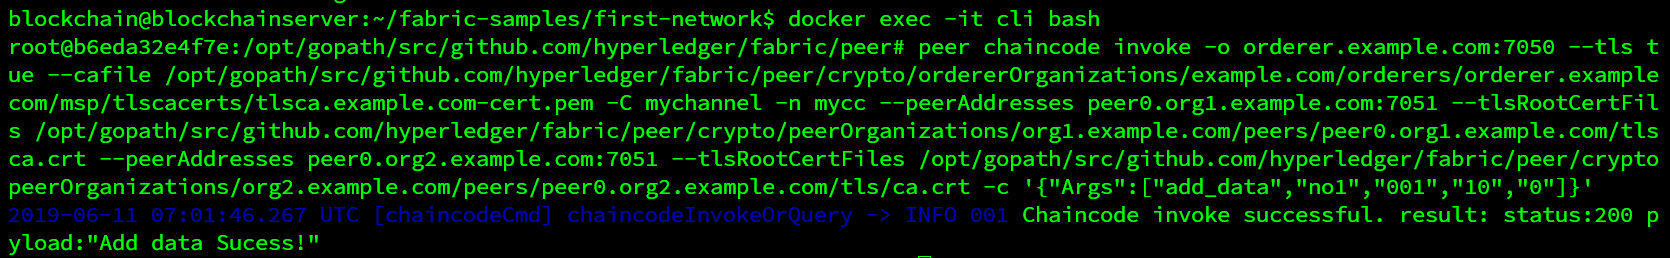 blockchain@blockchainserver:~/fabric-samples/first-network$ docker exec -it cli bash
root@b6eda32e4f7e:/opt/gopath/src/github.com/hyperledger/fabric/peer# peer chaincode invoke -o orderer.example.com:7050 --tls t
ue --cafile /opt/gopath/src/github.com/hyperledger/fabric/peer/crypto/ordererOrganizations/example.com/orderers/orderer.example
com/msp/tlscacerts/tlsca.example.com-cert.pem -C mychannel -n mycc --peerAddresses peer0.org1.example.com:7051 --tlsRootCertFil
s /opt/gopath/src/github.com/hyperledger/fabric/peer/crypto/peerOrganizations/org1.example.com/peers/peer0.org1.example.com/tls
ca.crt --peerAddresses peer0.org2.example.com:7051 --tlsRootCertFiles /opt/gopath/src/github.com/hyperledger/fabric/peer/crypto
peerOrganizations/org2.example.com/peers/peer0.org2.example.com/tls/ca.crt -c '{"Args":["add_data","no1","001","10","0"]}'
2019-06-11 07:01:46.267 UTC [chaincodeCmd] chaincodeInvokeOrQuery -> INFO 001 Chaincode invoke successful. result: status:200 p
yload:"Add data Sucess!"